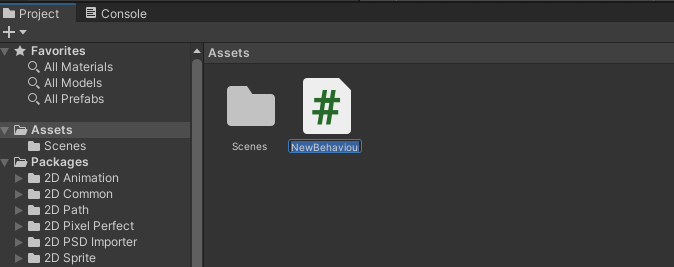 Project
Console
Favorites
All Materials
All Models
All Prefabs
Assets
Scenes
Packages
2D Animation
2D Common
2D Path
2D Pixel Perfect
2D PSD Importer
2D Sprite
Assets
Scenes
NewBehaviou